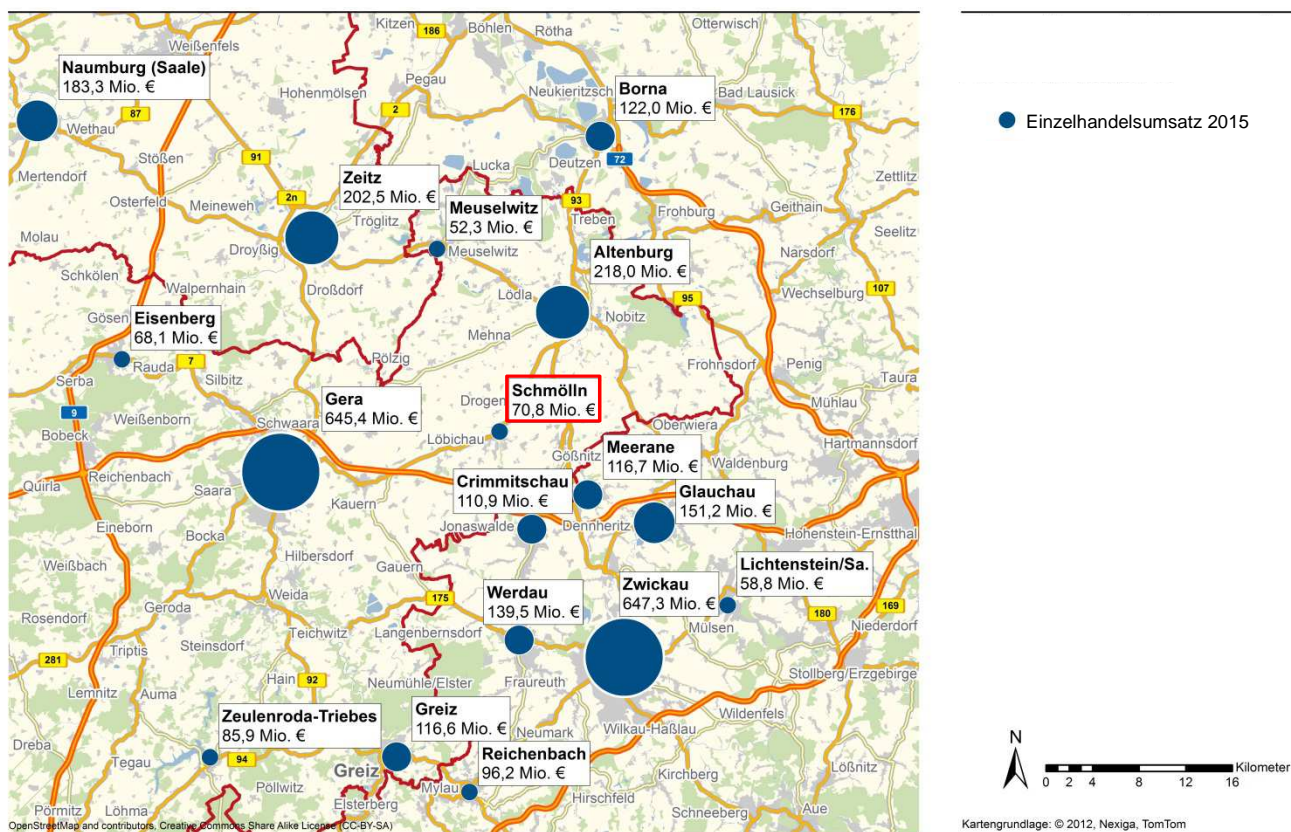 Kitzen
186
Böhlen
Rötha
Otterwisch
Weißenfels
Naumburg (Saale)
183,3 Mio. €
Pegau
Hohenmölsen
Neukieritzsch
Borna
122,0 Mio. €
Bad Lausick
87
2
176
Einzelhandelsumsatz 2015
Wethau
Stößen
91
Deutzen
72
Lucka
Mertendorf
Zeitz
202,5 Mio. €
Zettlitz
Osterfeld
Meineweh
2n
Tröglitz
Meuselwitz
52,3 Mio. €
93
Treben
Frohburg
Geithain
Molau
Droyßig
Meuselwitz
Altenburg
218,0 Mio. €
Seelitz
Narsdorf
Schkölen
Walpernhain
Droßdorf
Lödla
95
Wechselburg
107
Gösen
Eisenberg
68,1 Mio. €
Nobitz
Mehna
Rauda
7
Pölzig
Frohnsdorf
Penig
Serba
Silbitz
Taura
9
Weißenborn
Gera
645,4 Mio. €
Drogen
Schmölln
70,8 Mio. €
Mühlau
Bobeck
Schwaara
Löbichau
Oberwiera
Hartmannsdorf
Gößnitz
Meerane
116,7 Mio. €
Waldenburg
Reichenbach
Quirla
Saara
Kauern
Crimmitschau
110,9 Mio. €
Glauchau
151,2 Mio. €
Eineborn
Bocka
Jonaswalde
Dennheritz
Hohenstein-Ernstthal
Hilbersdorf
Weißbach
Gauern
Lichtenstein/Sa.
58,8 Mio. €
Weida
175
Werdau
139,5 Mio. €
Zwickau
647,3 Mio. €
Geroda
169
180
Rosendorf
Teichwitz
Langenbernsdorf
Mülsen
Niederdorf
Steinsdorf
Triptis
281
Hain
92
Neumühle/Elster
Fraureuth
Stollberg/Erzgebirge
Lemnitz
Auma
Wildenfels
Zeulenroda-Triebes
85,9 Mio. €
Greiz
116,6 Mio. €
Neumark
Wilkau-Haßlau
Dreba
Reichenbach
96,2 Mio. €
N
Tegau
94
Greiz
Kirchberg
Lößnitz
0 2 4 8 12 16 Kilometer
Pöllwitz
Mylau
Hirschfeld
Pörmitz
Löhma
Elsterberg
Schneeberg
Aue
OpenStreetMap and contributors, Creative Commons Share Alike License (CC-BY-SA)
Kartengrundlage: © 2012, Nexiga, TomTom